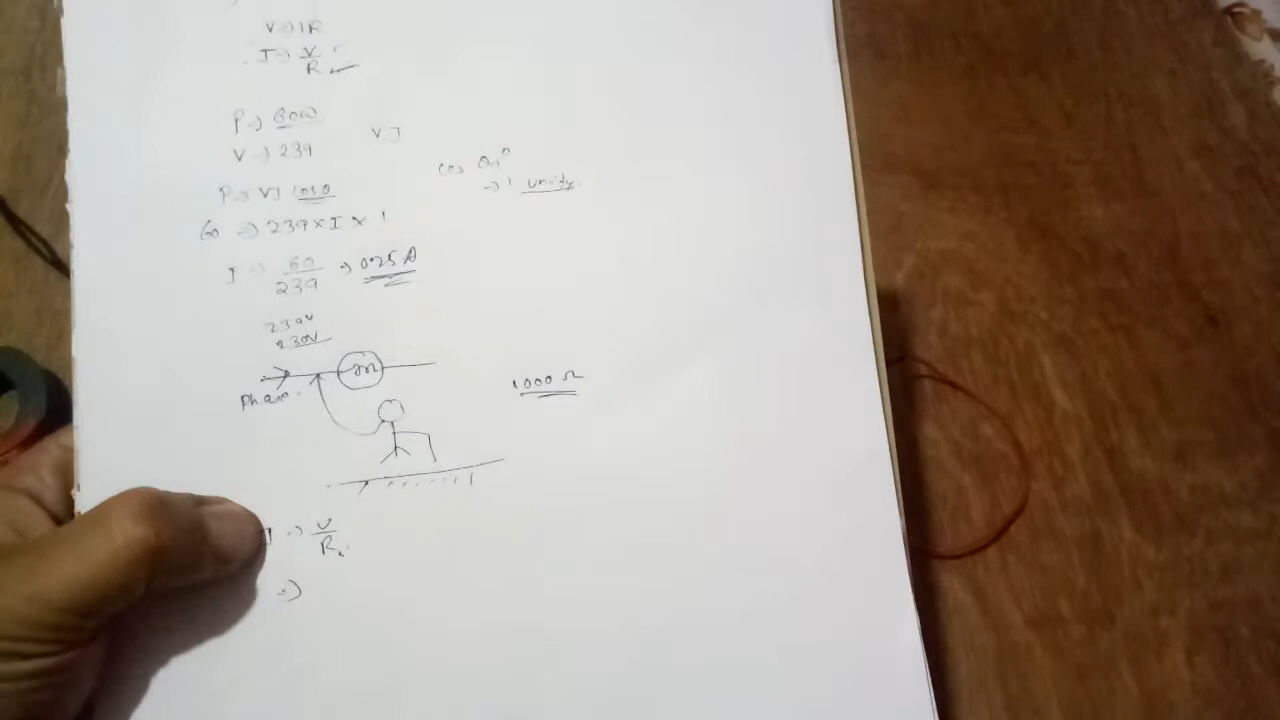 V → IR
I → V/R
P → 60W
V → 239
V I
P → VI cosθ
cos 0°
→ 1 unity.
60 → 239 × I × 1
I → 60/239 → 0.25 A
239V
230V
Phase.
1000 Ω
I → V/R
→